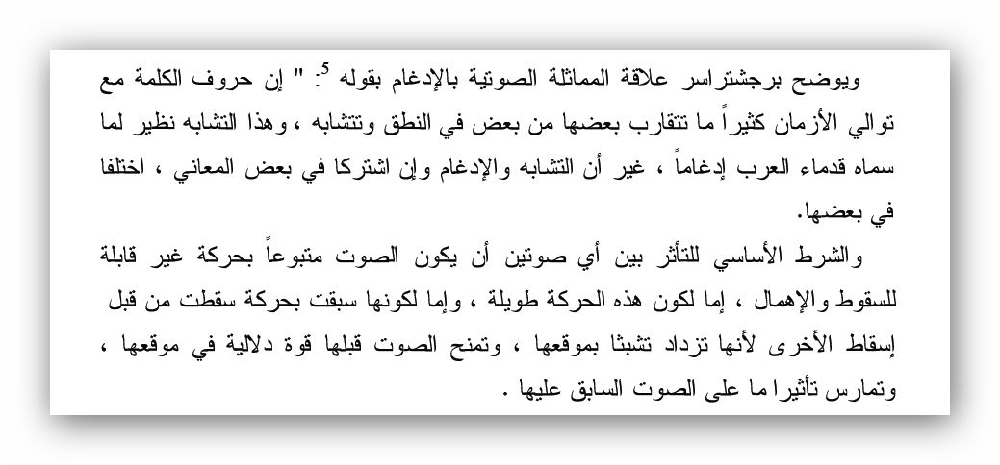 ويوضح برجشتراسر علاقة المماثلة الصوتية بالإدغام بقوله 5: " إن حروف الكلمة مع
توالي الأزمان كثيراً ما تتقارب بعضها من بعض في النطق وتتشابه ، وهذا التشابه نظير لما
سماه قدماء العرب إدغاماً ، غير أن التشابه والإدغام وإن اشتركا في بعض المعاني ، اختلفا
في بعضها.
والشرط الأساسي للتأثر بين أي صوتين أن يكون الصوت متبوعاً بحركة غير قابلة
للسقوط والإهمال ، إما لكون هذه الحركة طويلة ، وإما لكونها سبقت بحركة سقطت من قبل
إسقاط الأخرى لأنها تزداد تشبثا بموقعها ، وتمنح الصوت قبلها قوة دلالية في موقعها ،
وتمارس تأثيرا ما على الصوت السابق عليها .